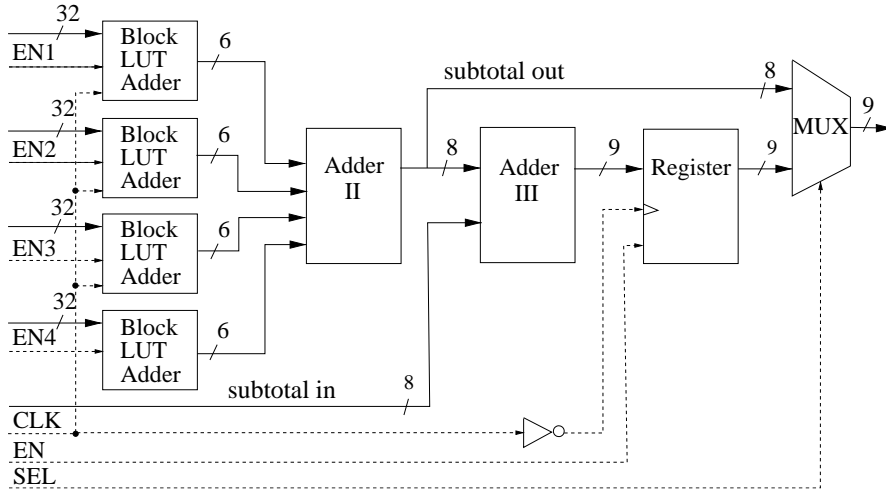 32
EN1
Block
LUT
Adder
6
32
EN2
Block
LUT
Adder
6
32
EN3
Block
LUT
Adder
6
32
EN4
Block
LUT
Adder
6
Adder
II
subtotal out
8
8
Adder
III
9
Register
9
MUX
9
subtotal in
8
CLK
EN
SEL